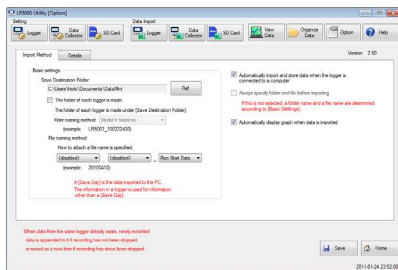 LR5000 Utility [Option]
Setting
Data Import
Logger
Data Collector
SD Card
Logger
Data Collector
SD Card
View Data
Organize Data
Option
Help
Import Method
Details
Version 2.00
Basic settings
Save Destination Folder
C:\Users\hioki\Documents\DataMini
Ref
The folder of each logger is made.
The folder of each logger is made under [Save Destination Folder].
Folder naming method Model + Serial no.
(example LR5001_100222430)
File naming method
How to attach a file name is specified.
(disabled) - (disabled) - Rec Start Date
(example 20100410)
A [Save Day] is the date imported to the PC.
The information in a logger is used for information
other than a [Save Day].
Automatically import and store data when the logger is
connected to a computer
Always specify folder and file before importing
If this is not selected, a folder name and a file name are determined
according to [Basic Settings].
Automatically display graph when data is imported
When data from the same logger already exists, newly recorded
data is appended to it if recording has not been stopped,
or saved as a new item if recording has since been stopped.
Save
Home
2011-01-24 23:52:08